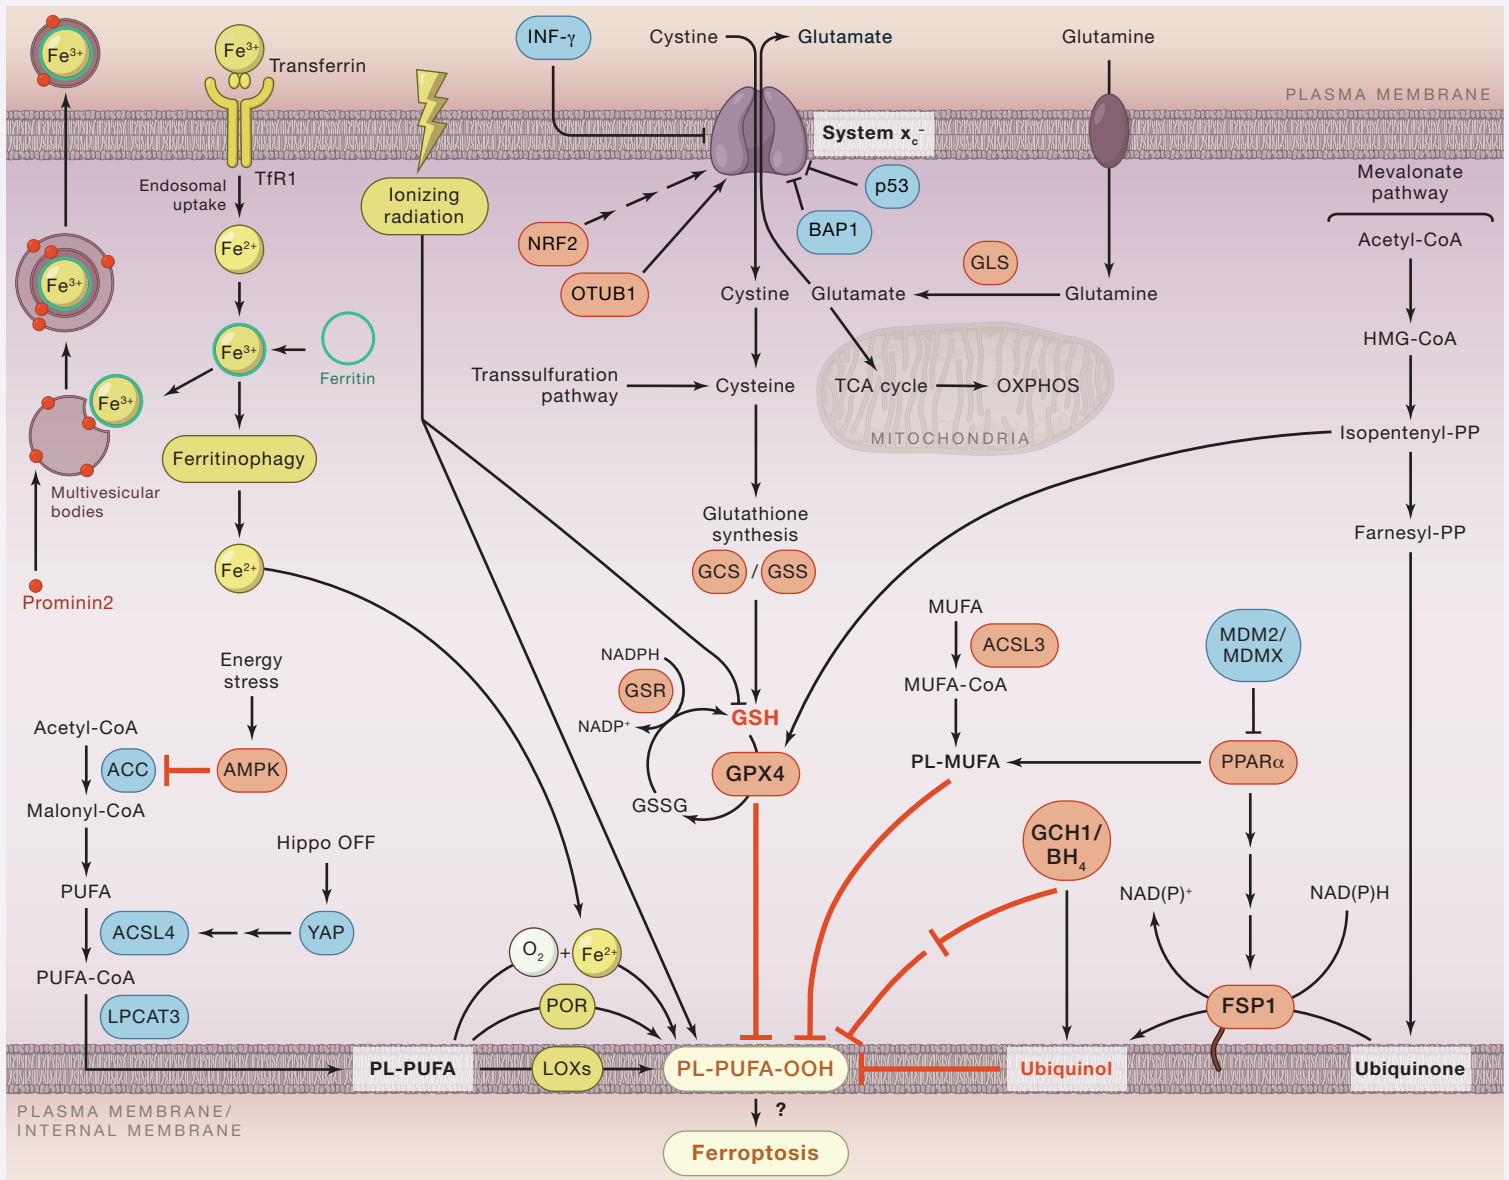 Fe³⁺
Fe³⁺
Transferrin
INF-γ
Cystine
Glutamate
Glutamine
PLASMA MEMBRANE
System x꜀⁻
TfR1
Endosomal
uptake
Ionizing
radiation
p53
BAP1
Mevalonate
pathway
NRF2
OTUB1
Fe²⁺
Fe³⁺
Cystine
Glutamate
GLS
Glutamine
Acetyl-CoA
HMG-CoA
Fe³⁺
Ferritin
Fe³⁺
Transsulfuration
pathway
Cysteine
TCA cycle
OXPHOS
MITOCHONDRIA
Isopentenyl-PP
Ferritinophagy
Multivesicular
bodies
Glutathione
synthesis
GCS / GSS
Farnesyl-PP
Fe²⁺
Prominin2
Energy
stress
NADPH
GSR
NADP⁺
GSH
GPX4
GSSG
MUFA
ACSL3
MUFA-CoA
PL-MUFA
MDM2/
MDMX
PPARα
Acetyl-CoA
ACC
AMPK
Malonyl-CoA
Hippo OFF
PUFA
ACSL4
YAP
PUFA-CoA
LPCAT3
GCH1/
BH₄
NAD(P)⁺
NAD(P)H
FSP1
O₂ + Fe²⁺
POR
PL-PUFA
LOXs
PL-PUFA-OOH
Ubiquinol
Ubiquinone
PLASMA MEMBRANE/
INTERNAL MEMBRANE
?
Ferroptosis